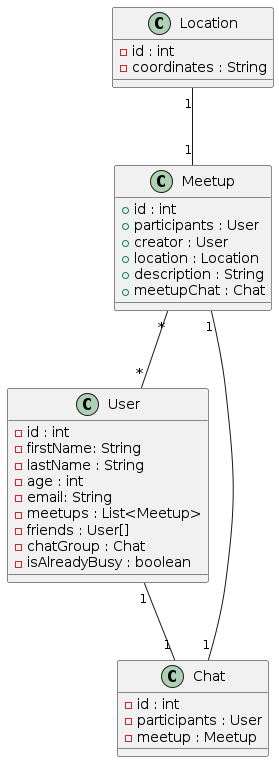 C Location
id : int
coordinates : String
1
1
C Meetup
id : int
participants : User
creator : User
location : Location
description : String
meetupChat : Chat
* 1
*
C User
id : int
firstName: String
lastName : String
age : int
email: String
meetups : List<Meetup>
friends : User[]
chatGroup : Chat
isAlreadyBusy : boolean
1
1 1
C Chat
id : int
participants : User
meetup : Meetup